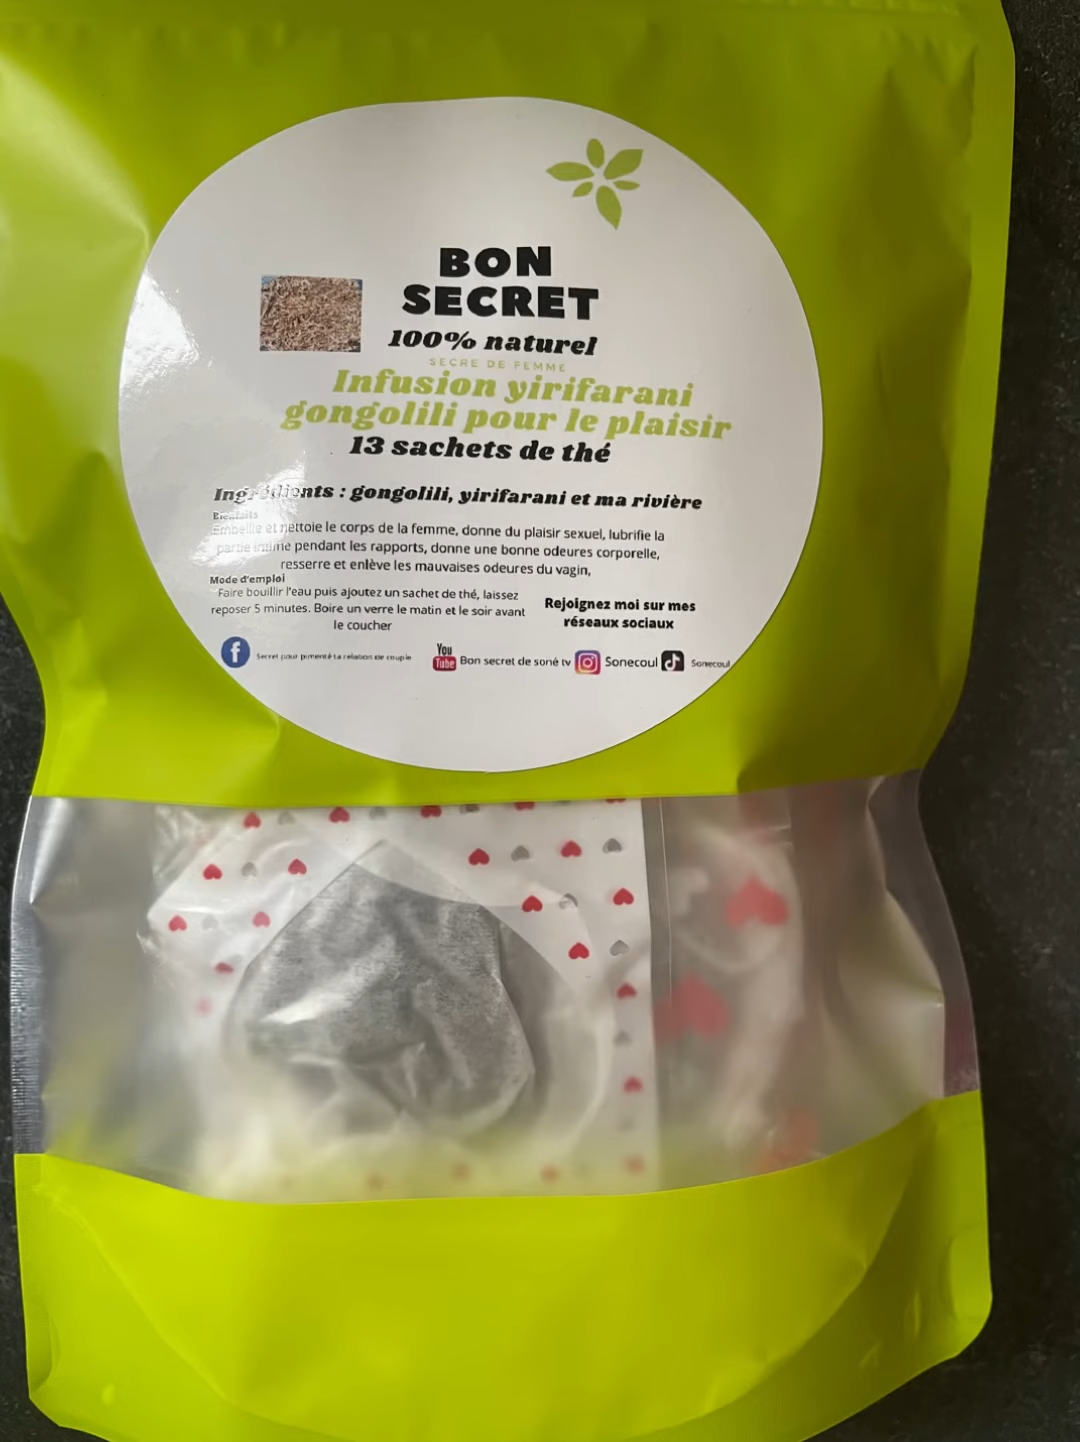 BON
SECRET
100% naturel
SECRE DE FEMME
Infusion yirifarani
gongolili pour le plaisir
13 sachets de thé
Ingrédients : gongolili, yirifarani et ma rivière
Bienfaits
Embellie et nettoie le corps de la femme, donne du plaisir sexuel, lubrifie la
partie intime pendant les rapports, donne une bonne odeures corporelle,
resserre et enlève les mauvaises odeures du vagin,
Mode d'emploi
Faire bouillir l'eau puis ajoutez un sachet de thé, laissez
reposer 5 minutes. Boire un verre le matin et le soir avant
le coucher
Rejoignez moi sur mes
réseaux sociaux
f Secret pour pimenté ta relation de couple
You Tube Bon secret de soné tv
Sonecoul
Sonecoul